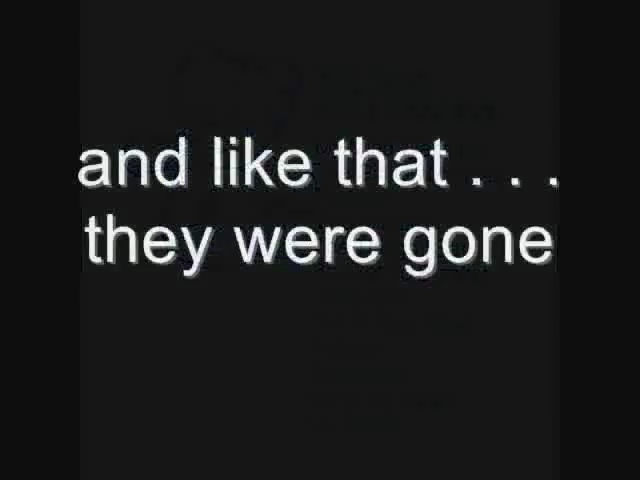 and like that . . .
they were gone